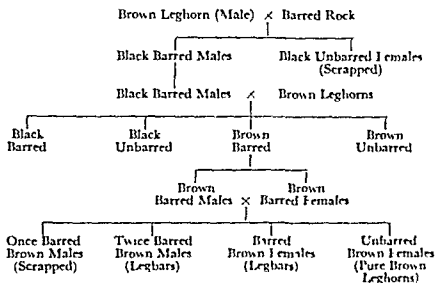 Brown Leghorn (Male) × Barred Rock
Black Barred Males Black Unbarred Females
(Scrapped)
Black Barred Males × Brown Leghorns
Black Black Brown Brown
Barred Unbarred Barred Unbarred
Brown Brown
Barred Males × Barred Females
Once Barred Twice Barred Barred Unbarred
Brown Males Brown Males Brown Females Brown Females
(Scrapped) (Legbars) (Legbars) (Pure Brown
Leghorns)